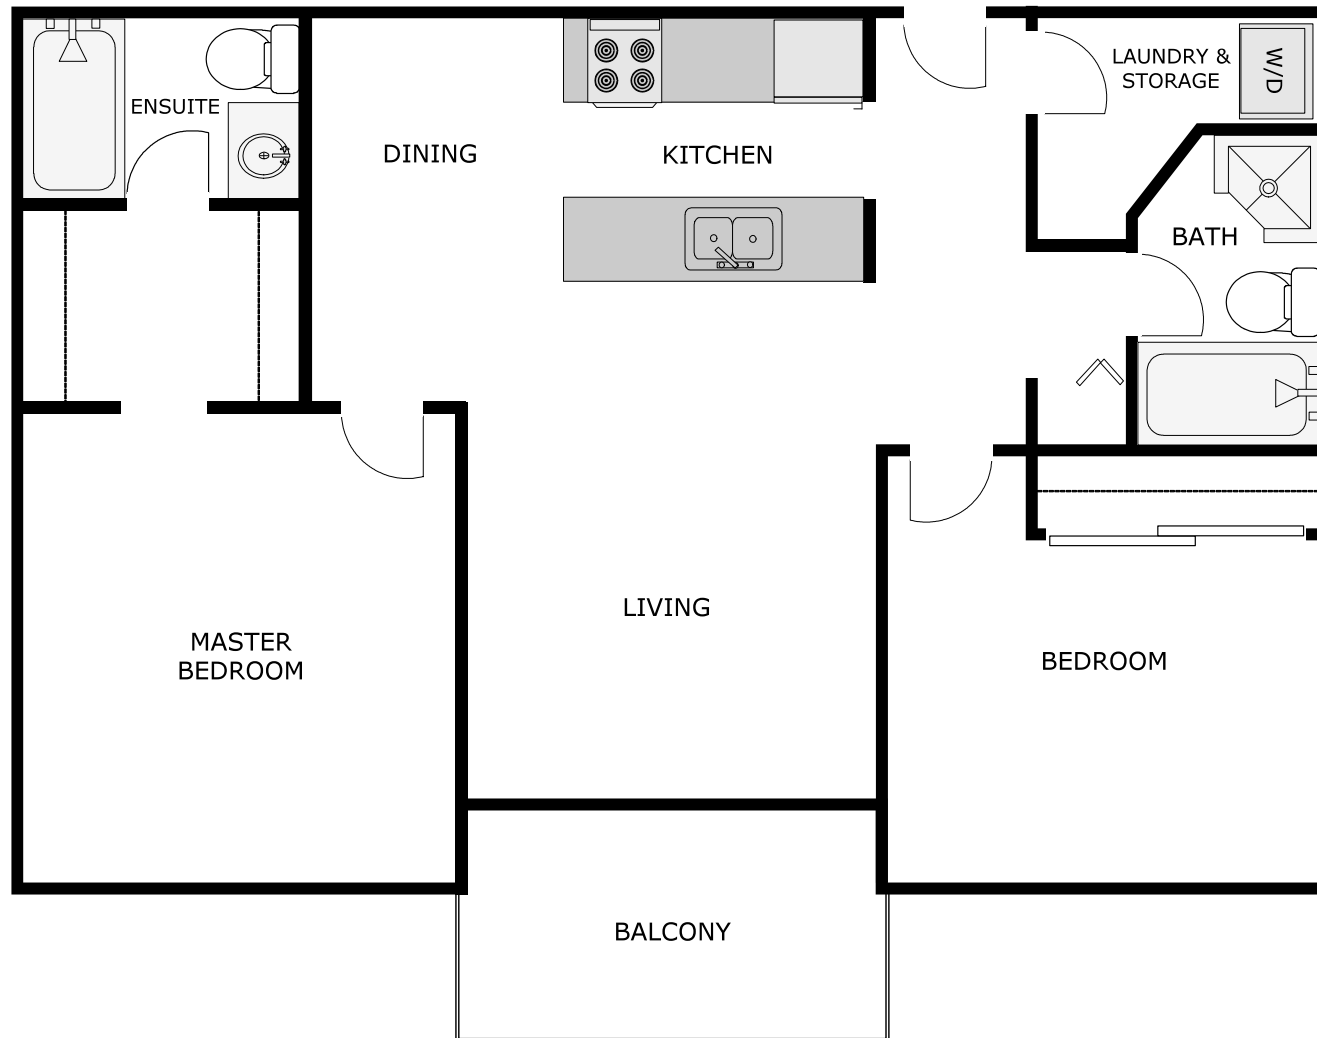 LAUNDRY &
STORAGE
W/D
ENSUITE
DINING
KITCHEN
BATH
LIVING
MASTER
BEDROOM
BEDROOM
BALCONY